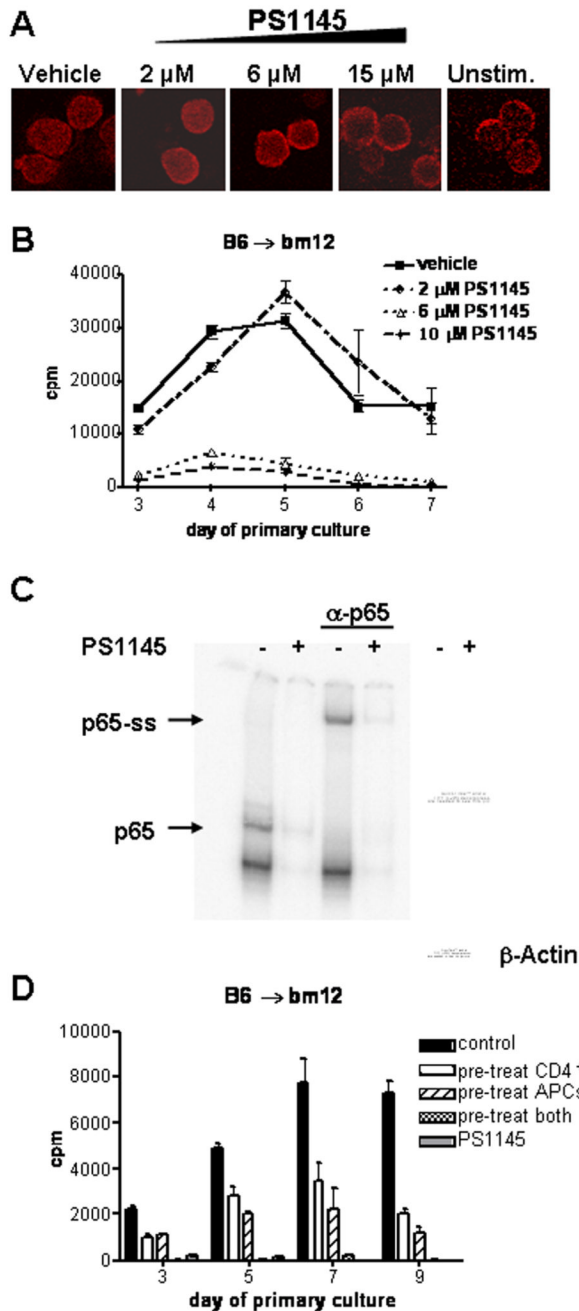 A
PS1145
Vehicle 2 µM 6 µM 15 µM Unstim.
B
B6 → bm12
vehicle
2 µM PS1145
6 µM PS1145
10 µM PS1145
40000
30000
20000
10000
0
cpm
3 4 5 6 7
day of primary culture
C
α-p65
PS1145 - + - + - +
p65-ss
p65
β-Actin
D
B6 → bm12
control
pre-treat CD4
pre-treat APCs
pre-treat both
PS1145
10000
8000
6000
4000
2000
0
cpm
3 5 7 9
day of primary culture